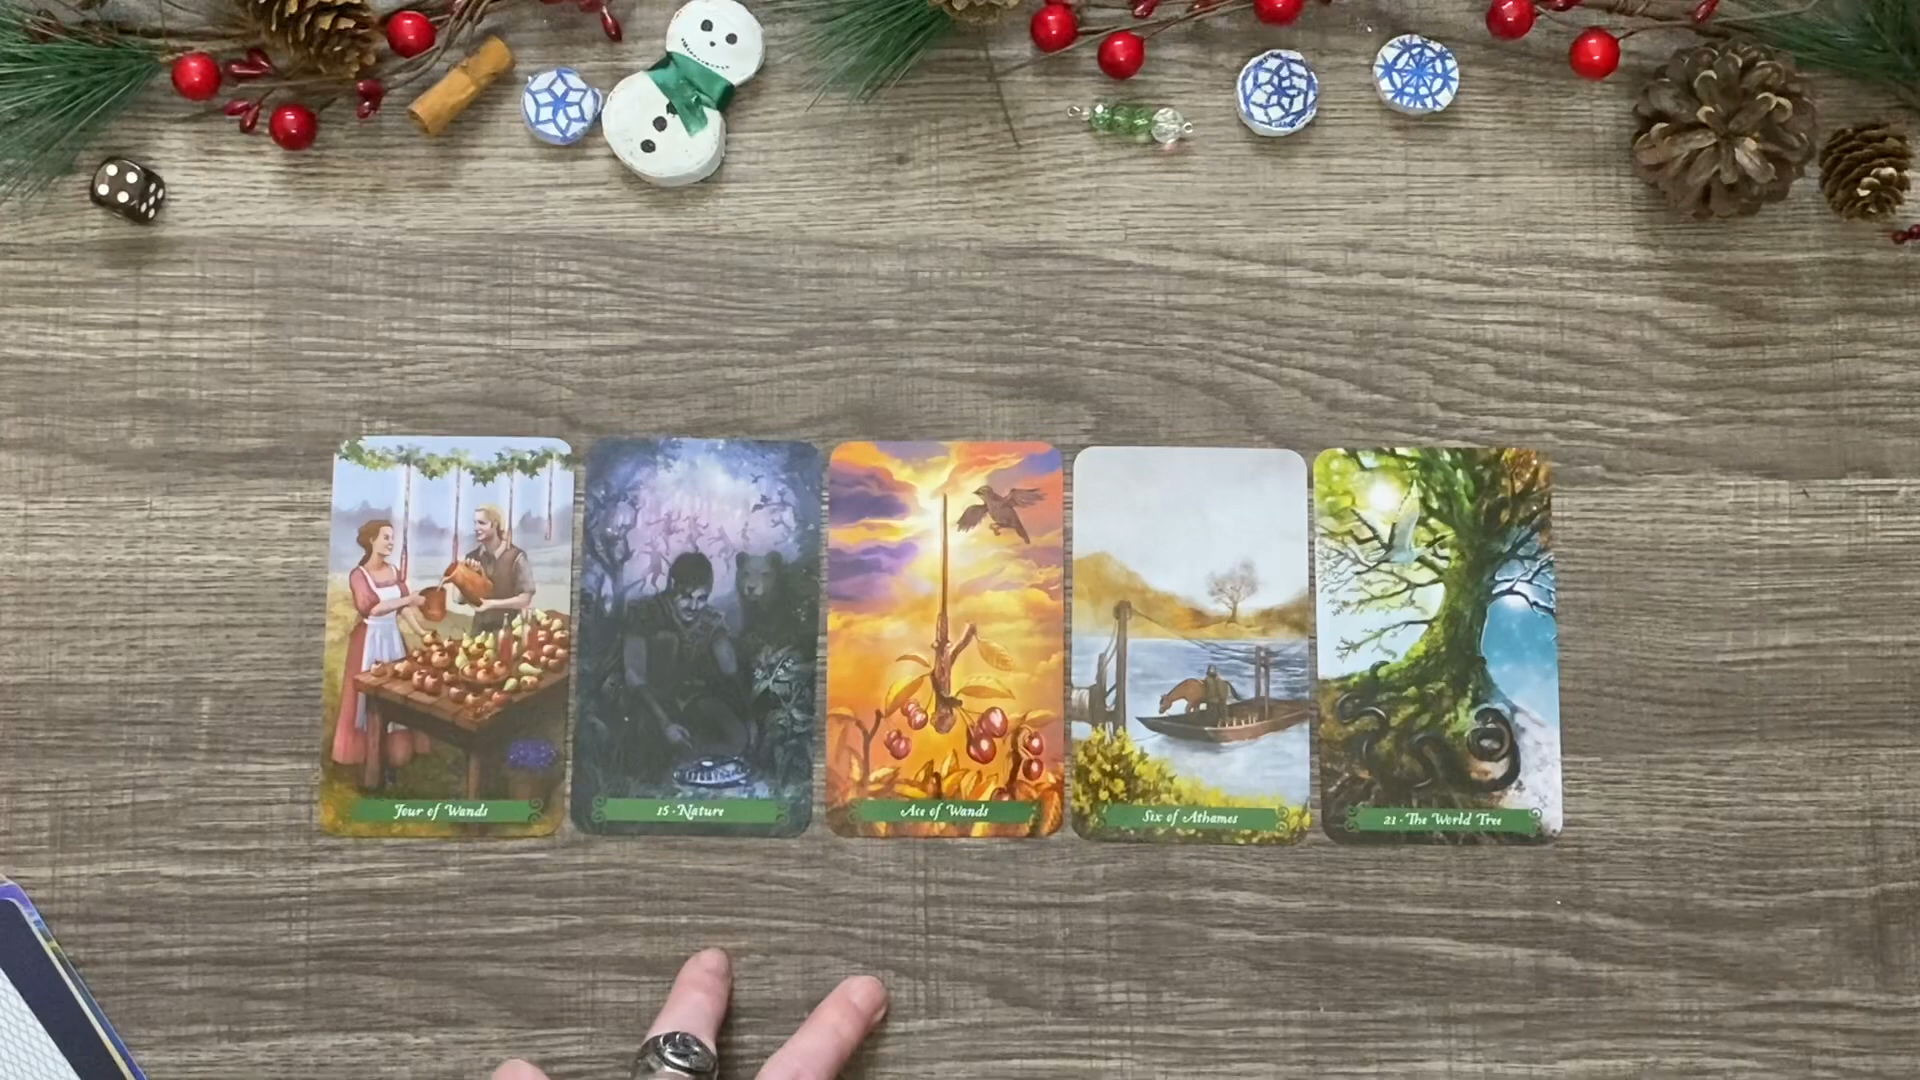 Four of Wands
15 · Nature
Ace of Wands
Six of Athames
21 · The World Tree